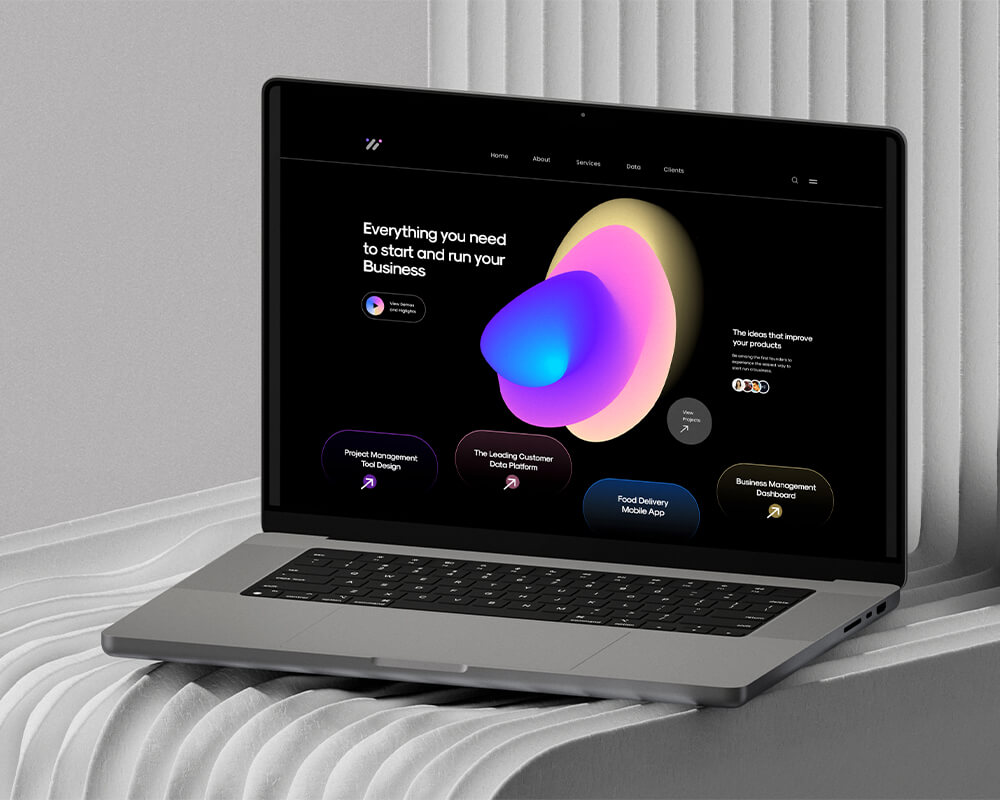 Home
About
Services
Data
Clients
Everything you need
to start and run your
Business
View Demos
and Higlights
The ideas that improve
your products
Be among the first founders to
experience the easiest way to
start run a business.
View
Projects
Project Management
Tool Design
The Leading Customer
Data Platform
Food Delivery
Mobile App
Business Management
Dashboard